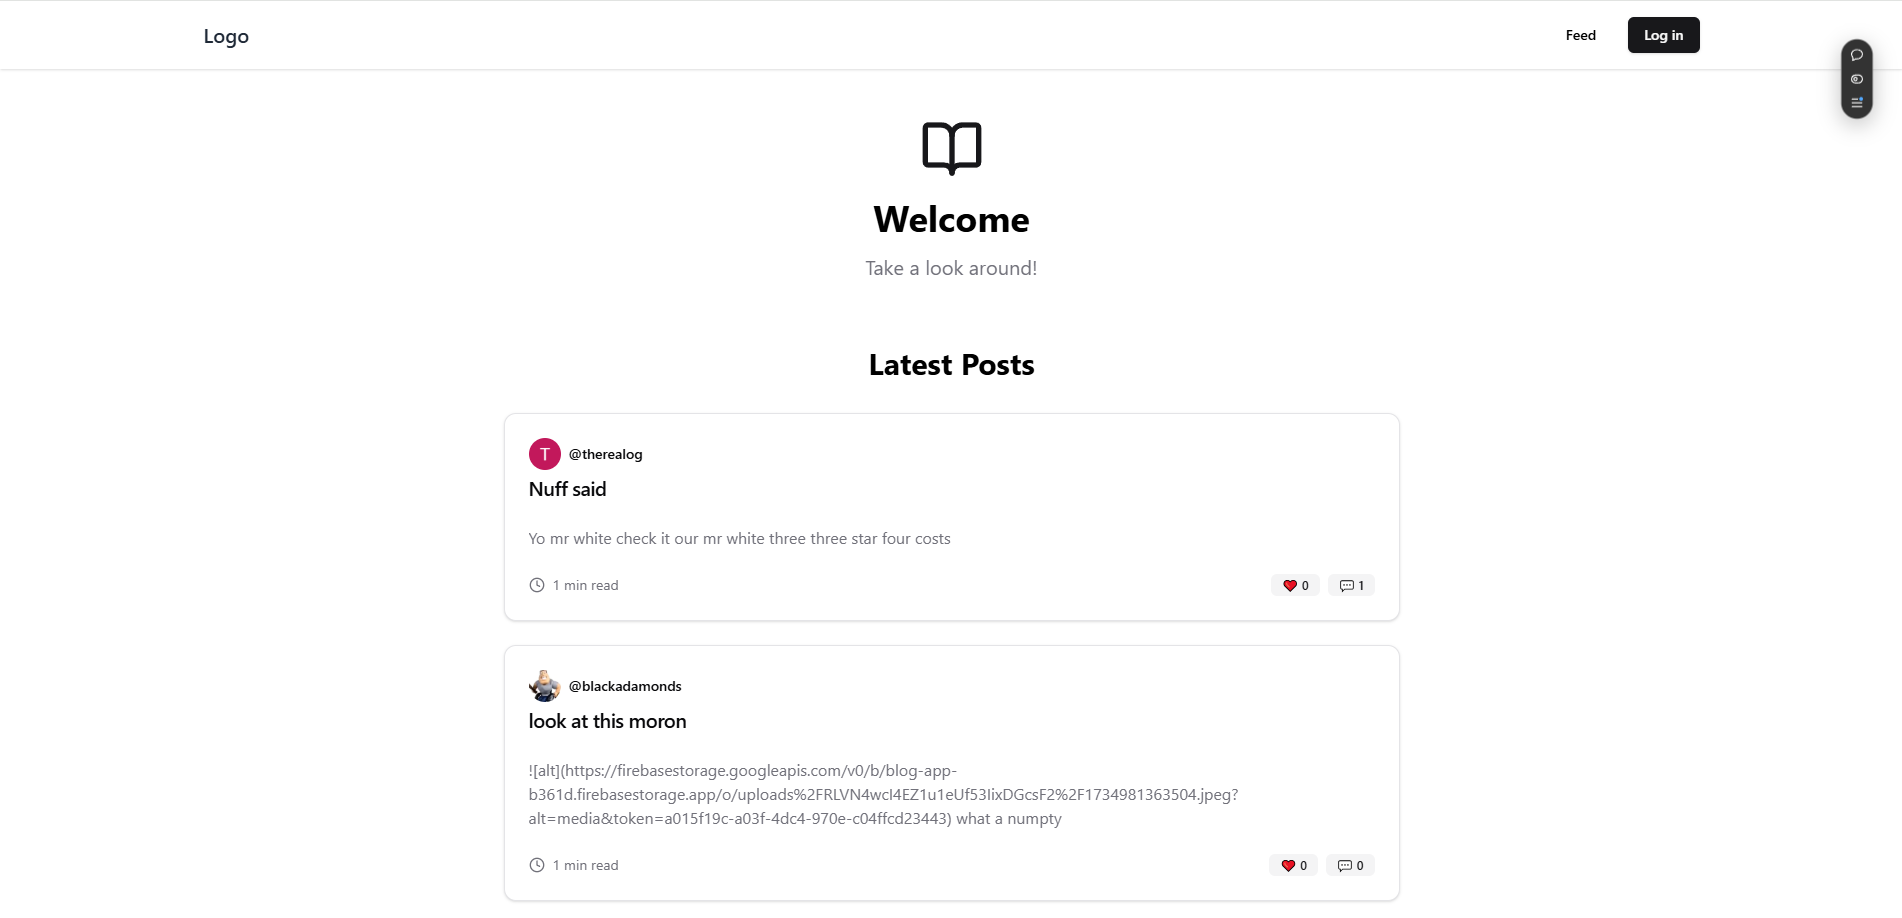 Logo
Feed
Log in
Welcome
Take a look around!
Latest Posts
T
@therealog
Nuff said
Yo mr white check it our mr white three three star four costs
1 min read
0
1
@blackadamonds
look at this moron
![alt](https://firebasestorage.googleapis.com/v0/b/blog-app-
b361d.firebasestorage.app/o/uploads%2FRLVN4wcI4EZ1u1eUf53IixDGcsF2%2F1734981363504.jpeg?
alt=media&token=a015f19c-a03f-4dc4-970e-c04ffcd23443) what a numpty
1 min read
0
0